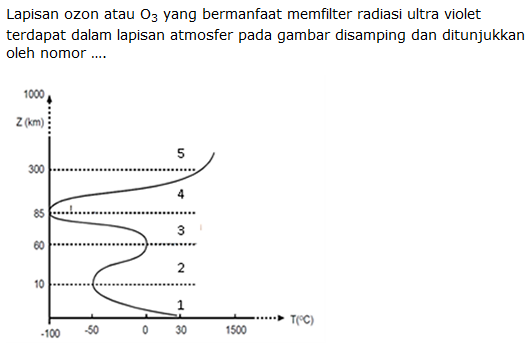 Lapisan ozon atau O₃ yang bermanfaat memfilter radiasi ultra violet
terdapat dalam lapisan atmosfer pada gambar disamping dan ditunjukkan
oleh nomor ....
1000
Z (km)
5
300
4
85
3
60
2
10
1
T(°C)
-100 -50 0 30 1500